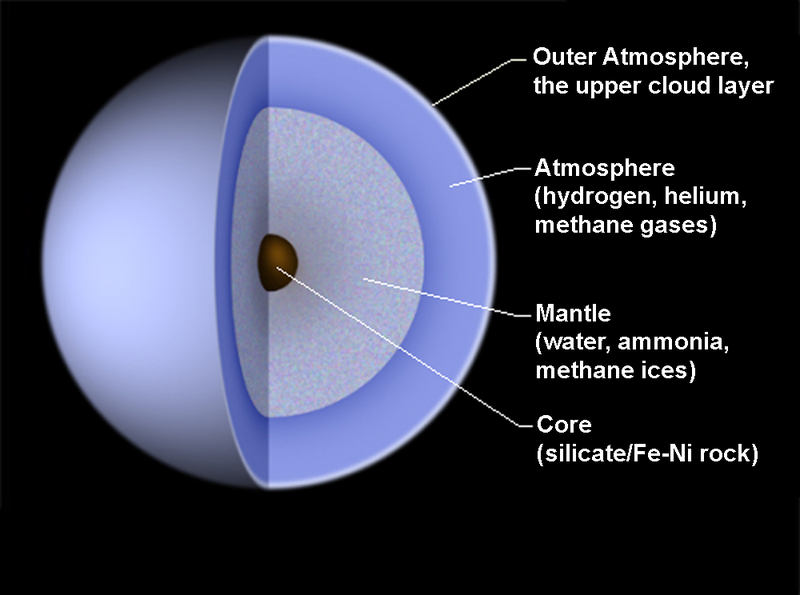 Outer Atmosphere,
the upper cloud layer
Atmosphere
(hydrogen, helium,
methane gases)
Mantle
(water, ammonia,
methane ices)
Core
(silicate/Fe-Ni rock)